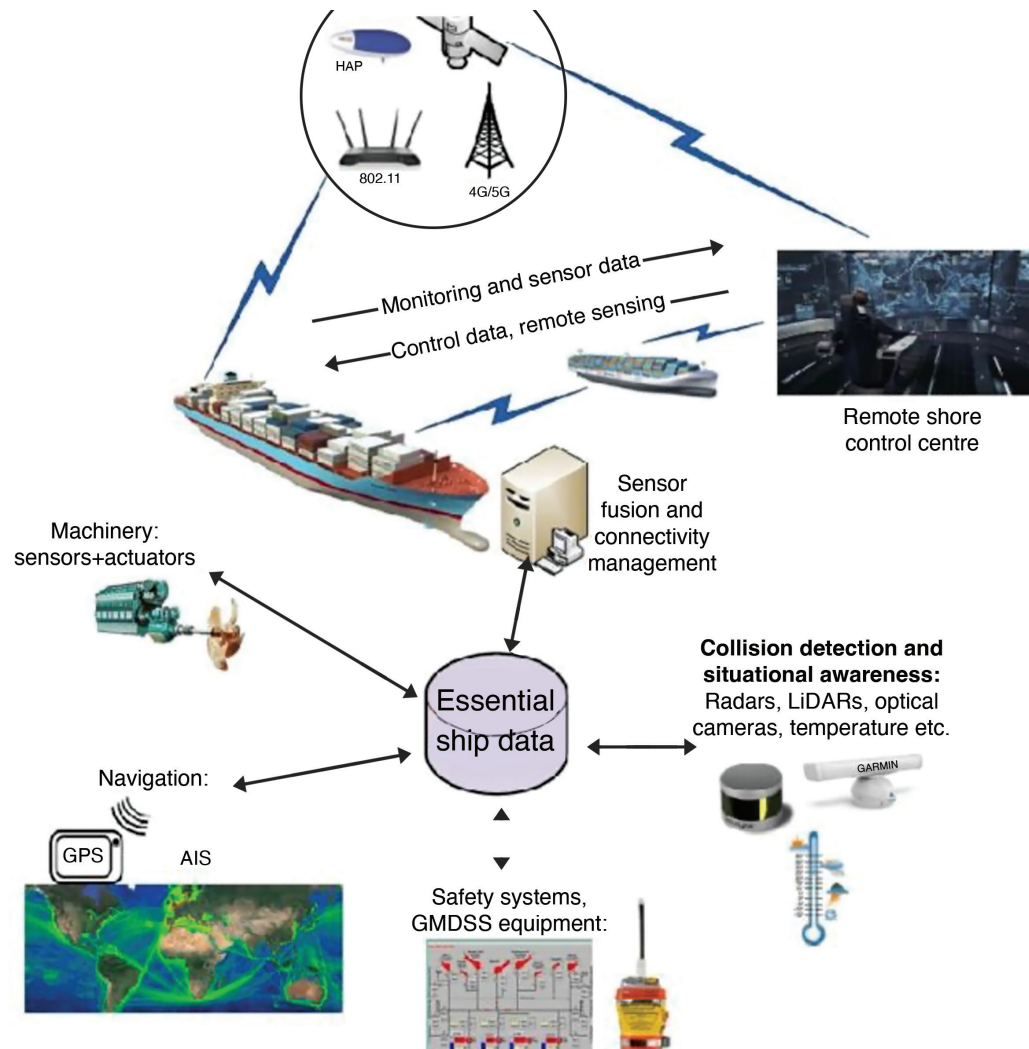 HAP
802.11
4G/5G
Monitoring and sensor data
Control data, remote sensing
Remote shore
control centre
Sensor
fusion and
connectivity
management
Machinery:
sensors+actuators
Essential
ship data
Collision detection and
situational awareness:
Radars, LiDARs, optical
cameras, temperature etc.
GARMIN
Navigation:
GPS
AIS
Safety systems,
GMDSS equipment: